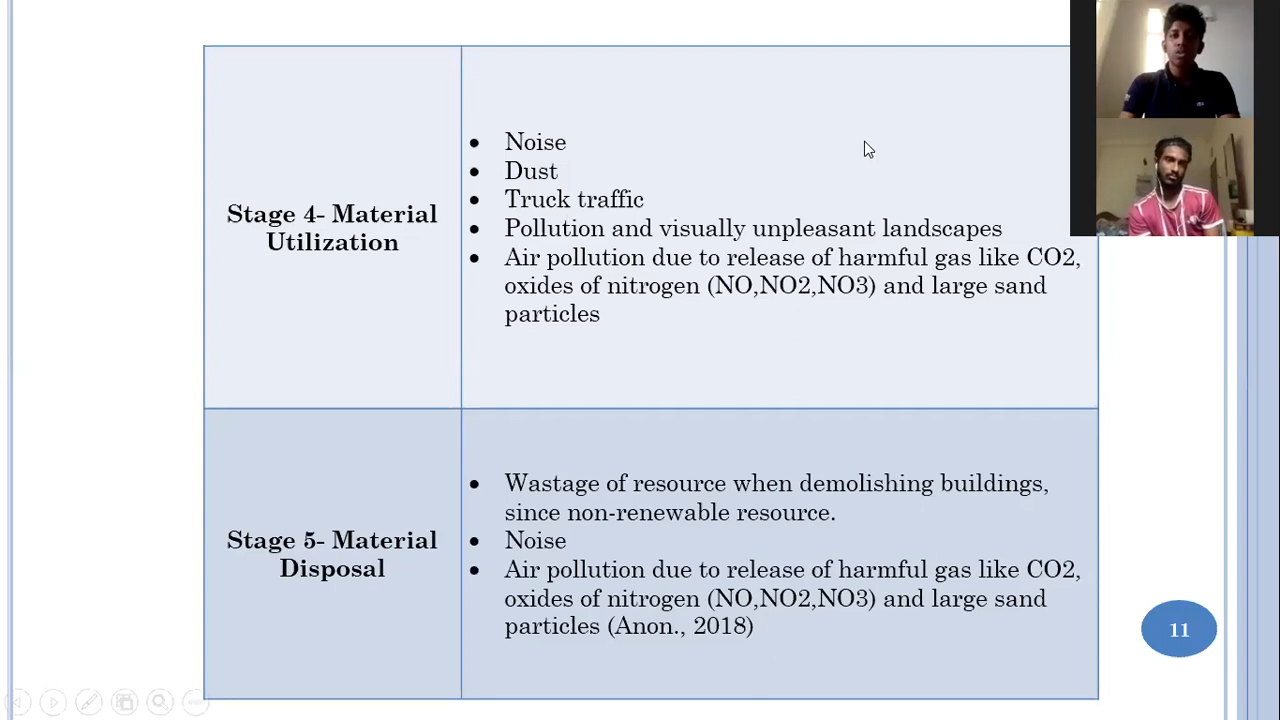 Stage 4- Material
Utilization
• Noise
• Dust
• Truck traffic
• Pollution and visually unpleasant landscapes
• Air pollution due to release of harmful gas like CO2,
oxides of nitrogen (NO,NO2,NO3) and large sand
particles
Stage 5- Material
Disposal
• Wastage of resource when demolishing buildings,
since non-renewable resource.
• Noise
• Air pollution due to release of harmful gas like CO2,
oxides of nitrogen (NO,NO2,NO3) and large sand
particles (Anon., 2018)
11